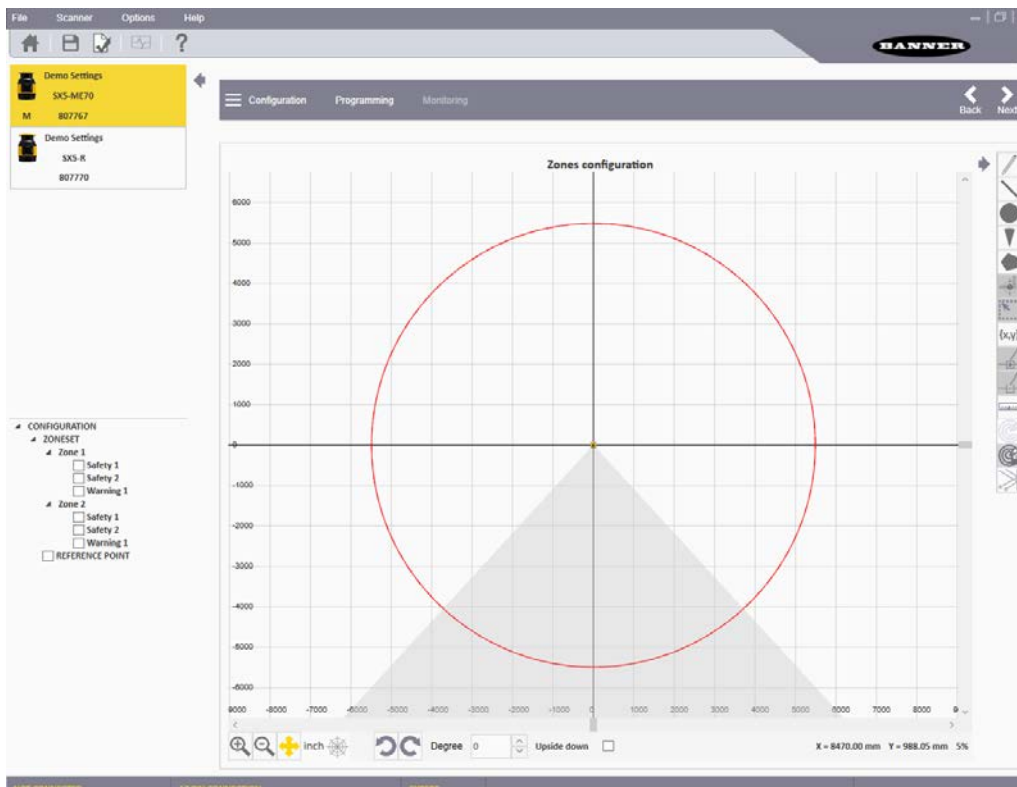 File Scanner Options Help
?
BANNER
Demo Settings
SX5-ME70
M 807767
Demo Settings
SX5-R
807770
Configuration Programming Monitoring
Back Next
Zones configuration
6000
5000
4000
3000
2000
1000
0
-1000
-2000
-3000
-4000
-5000
-6000
9000 -8000 -7000 -6000 -5000 -4000 -3000 -2000 -1000 0 1000 2000 3000 4000 5000 6000 7000 8000 9
{x,y}
CONFIGURATION
ZONESET
Zone 1
Safety 1
Safety 2
Warning 1
Zone 2
Safety 1
Safety 2
Warning 1
REFERENCE POINT
inch Degree 0 Upside down X = 8470.00 mm Y = 988.05 mm 5%